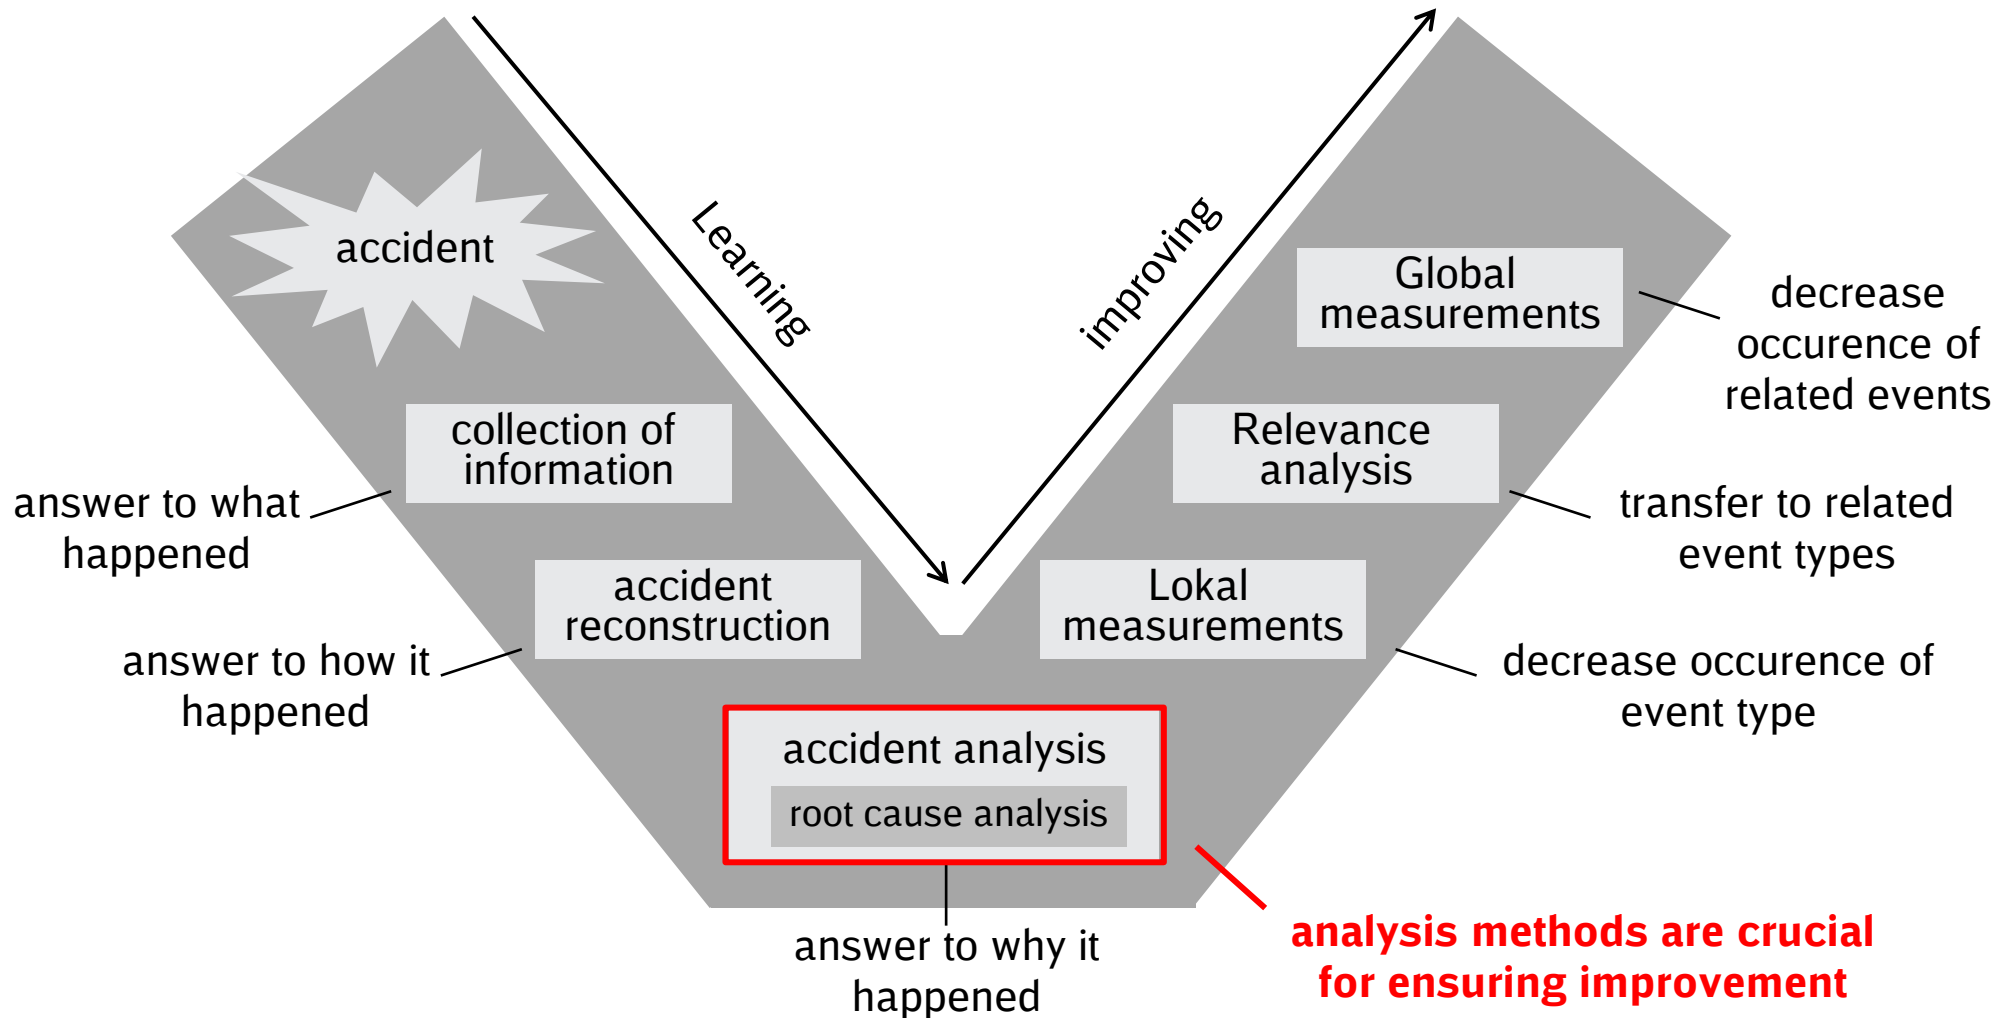 accident
Learning
improving
Global
measurements
decrease
occurence of
related events
collection of
information
Relevance
analysis
answer to what
happened
transfer to related
event types
accident
reconstruction
Lokal
measurements
answer to how it
happened
decrease occurence of
event type
accident analysis
root cause analysis
answer to why it
happened
analysis methods are crucial
for ensuring improvement